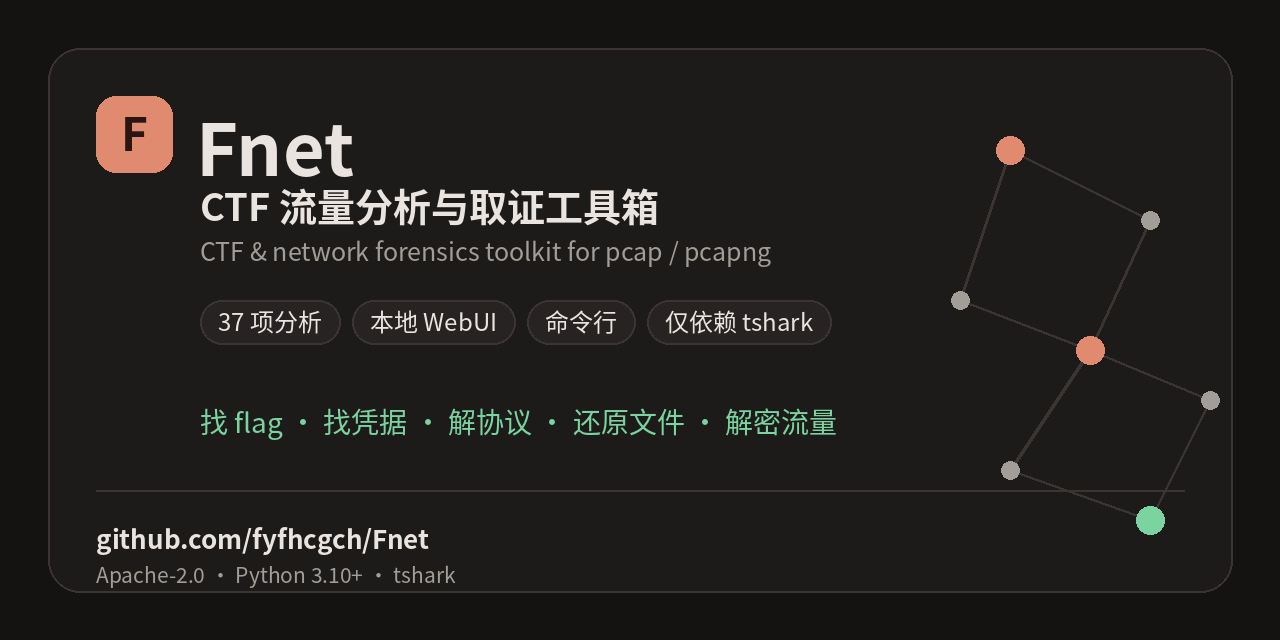 F
Fnet
CTF 流量分析与取证工具箱
CTF & network forensics toolkit for pcap / pcapng
37 项分析 本地 WebUI 命令行 仅依赖 tshark
找 flag · 找凭据 · 解协议 · 还原文件 · 解密流量
github.com/fyfhcgch/Fnet
Apache-2.0 · Python 3.10+ · tshark